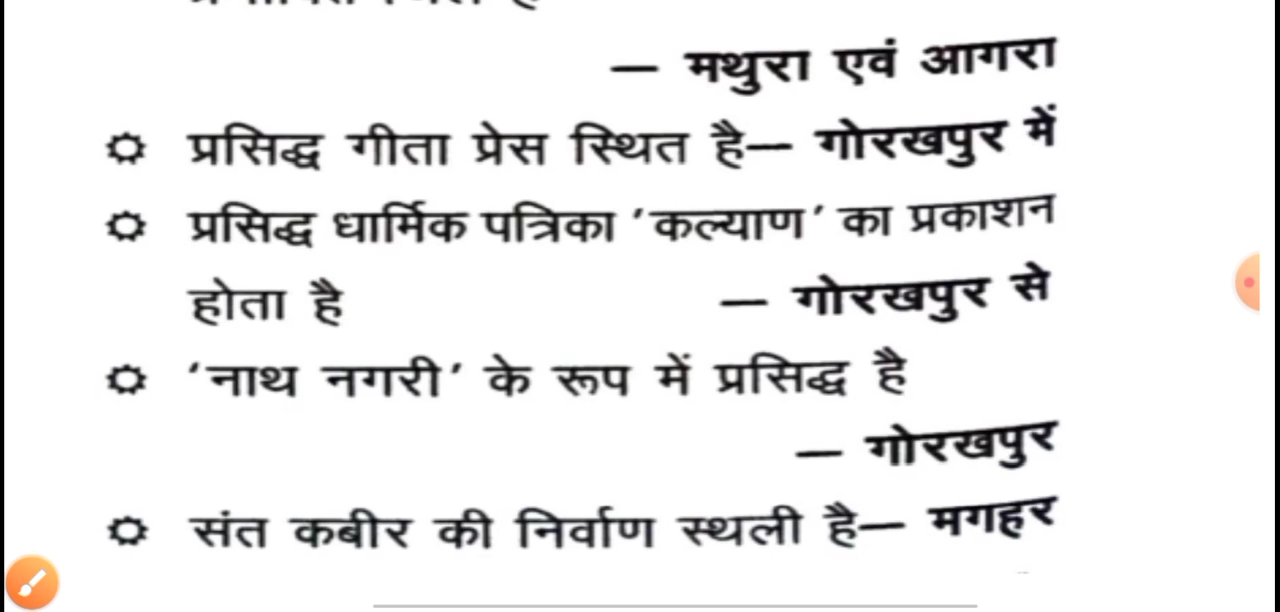 — मथुरा एवं आगरा
✡ प्रसिद्ध गीता प्रेस स्थित है— गोरखपुर में
✡ प्रसिद्ध धार्मिक पत्रिका ‘कल्याण’ का प्रकाशन
होता है — गोरखपुर से
✡ ‘नाथ नगरी’ के रूप में प्रसिद्ध है
— गोरखपुर
✡ संत कबीर की निर्वाण स्थली है— मगहर